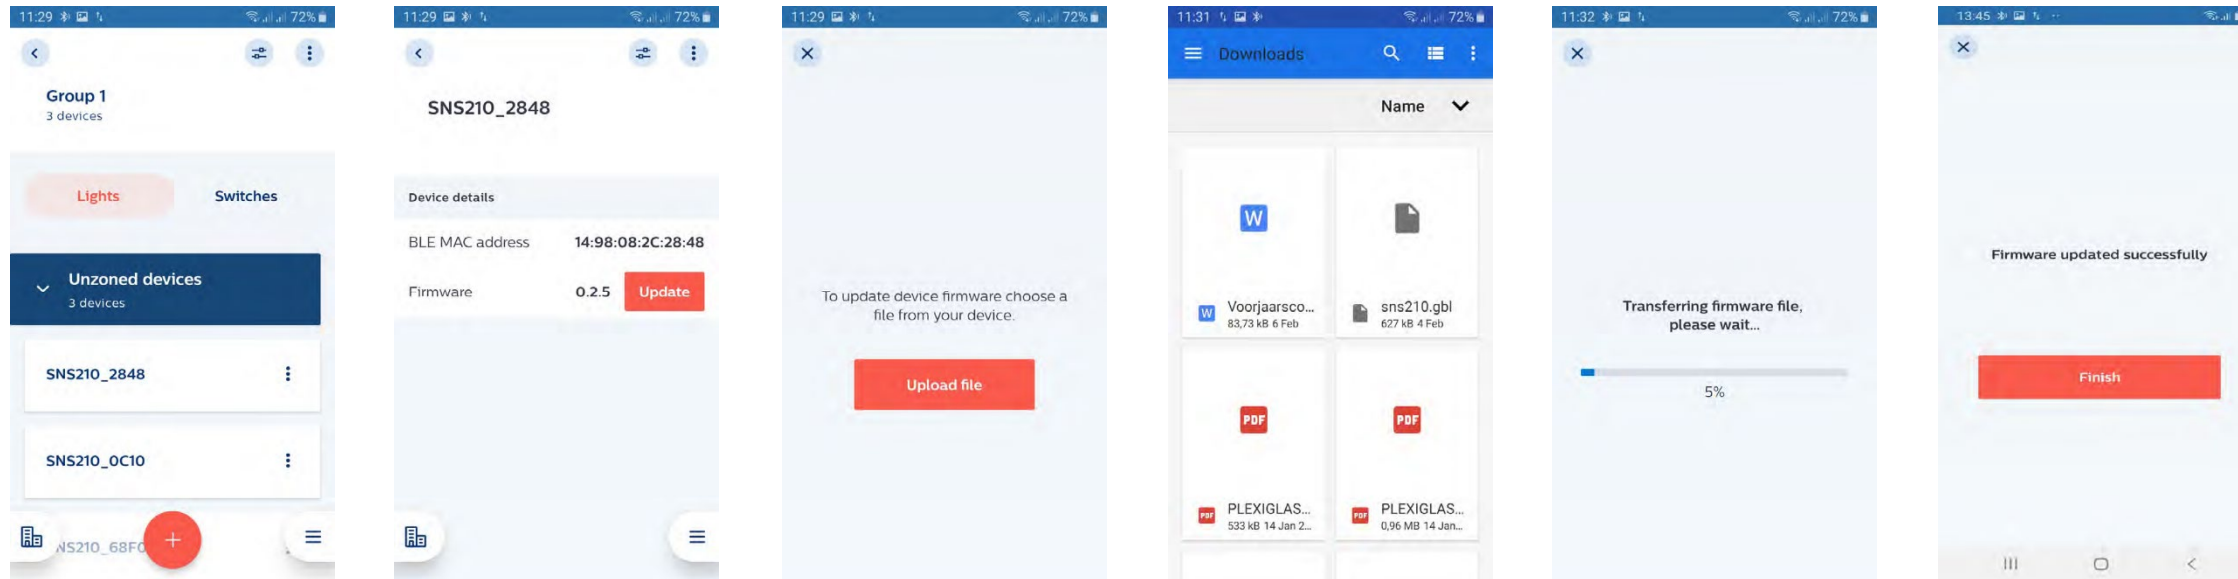 11:29
72%
Group 1
3 devices
Lights
Switches
Unzoned devices
3 devices
SNS210_2848
SNS210_0C10
11:29
72%
SNS210_2848
Device details
BLE MAC address 14:98:08:2C:28:48
Firmware 0.2.5 Update
11:29
72%
To update device firmware choose a
file from your device.
Upload file
11:31
72%
Downloads
Name
W
W
Voorjaarsco...
83,73 kB 6 Feb
sns210.gbl
627 kB 4 Feb
PDF
PDF
PDF
PLEXIGLAS...
533 kB 14 Jan 2...
PDF
PLEXIGLAS...
0,96 MB 14 Jan...
11:32
72%
Transferring firmware file,
please wait...
5%
13:45
Firmware updated successfully
Finish